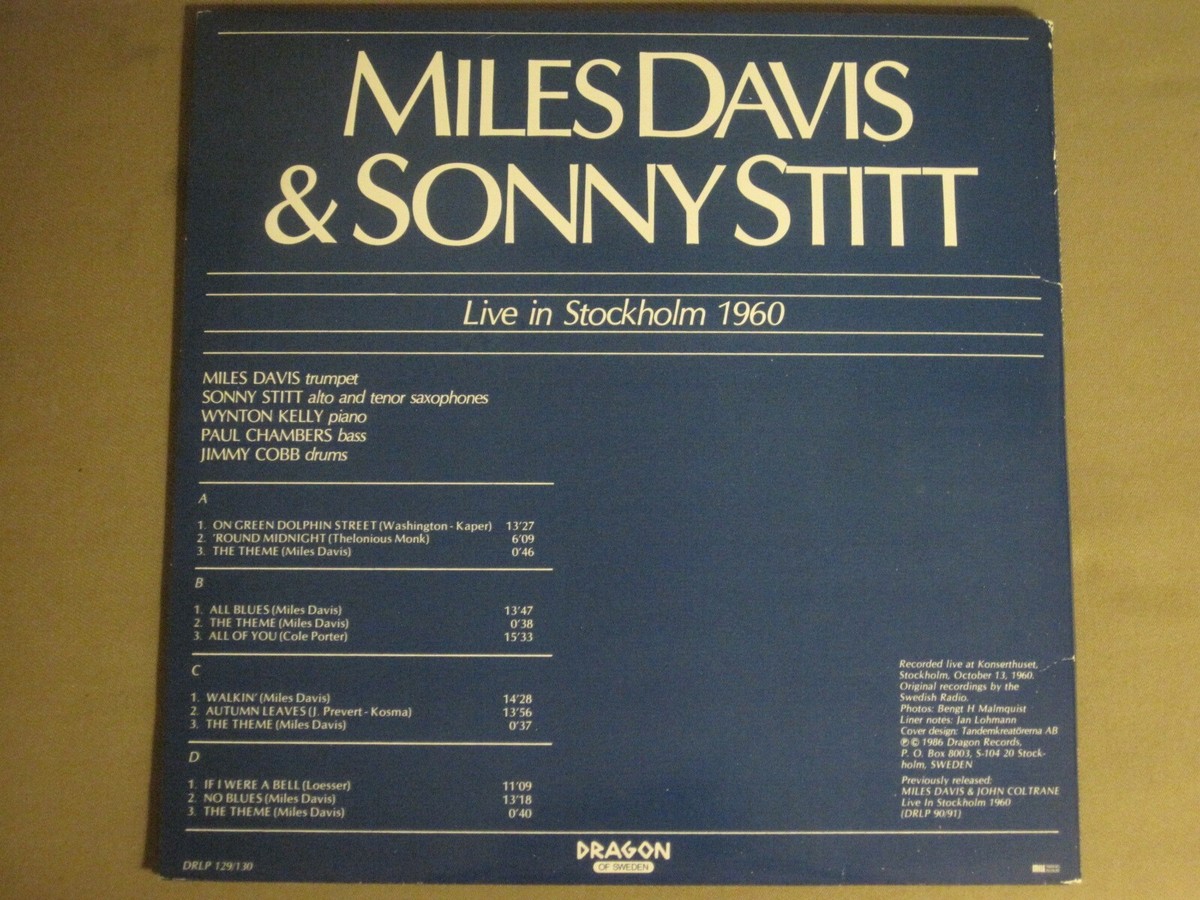 MILES DAVIS
& SONNY STITT
Live in Stockholm 1960
MILES DAVIS trumpet
SONNY STITT alto and tenor saxophones
WYNTON KELLY piano
PAUL CHAMBERS bass
JIMMY COBB drums
A
1. ON GREEN DOLPHIN STREET (Washington - Kaper) 13'27
2. 'ROUND MIDNIGHT (Thelonious Monk) 6'09
3. THE THEME (Miles Davis) 0'46
B
1. ALL BLUES (Miles Davis) 13'47
2. THE THEME (Miles Davis) 0'38
3. ALL OF YOU (Cole Porter) 15'33
C
1. WALKIN' (Miles Davis) 14'28
2. AUTUMN LEAVES (J. Prevert - Kosma) 13'56
3. THE THEME (Miles Davis) 0'37
D
1. IF I WERE A BELL (Loesser) 11'09
2. NO BLUES (Miles Davis) 13'18
3. THE THEME (Miles Davis) 0'40
Recorded live at Konserthuset,
Stockholm, October 13, 1960.
Original recordings by the
Swedish Radio.
Photos: Bengt H Malmquist
Liner notes: Jan Lohmann
Cover design: Tandemkreatörerna AB
℗ © 1986 Dragon Records,
P. O. Box 8003, S-104 20 Stock-
holm, SWEDEN
Previously released:
MILES DAVIS & JOHN COLTRANE
Live In Stockholm 1960
(DRLP 90/91)
DRAGON
OF SWEDEN
DRLP 129/130